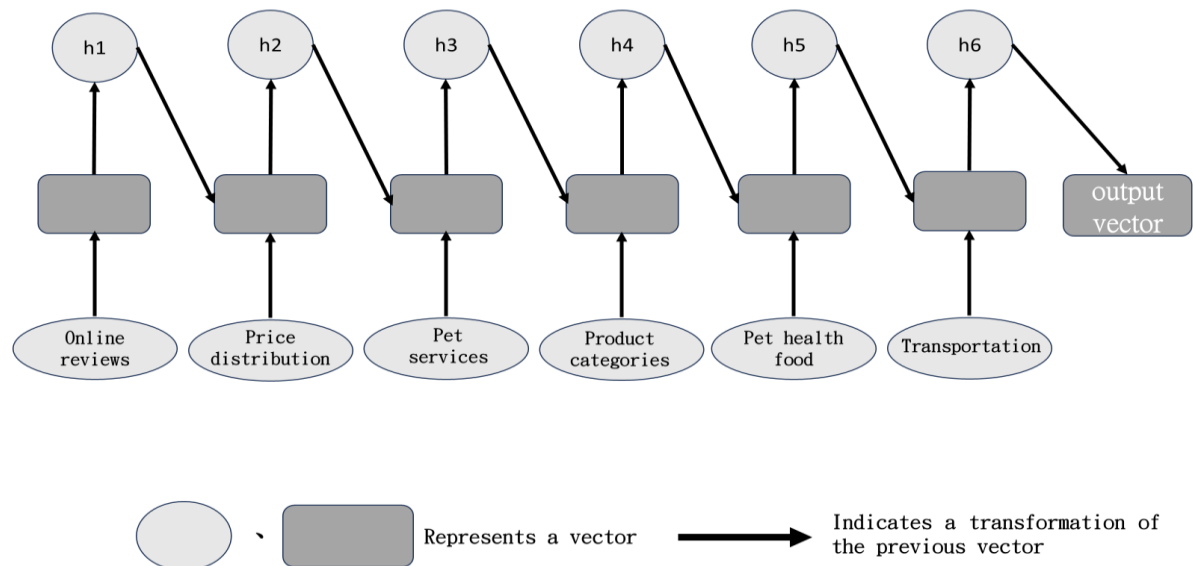 h1
h2
h3
h4
h5
h6
output
vector
Online
reviews
Price
distribution
Pet
services
Product
categories
Pet health
food
Transportation
、
Represents a vector
Indicates a transformation of
the previous vector